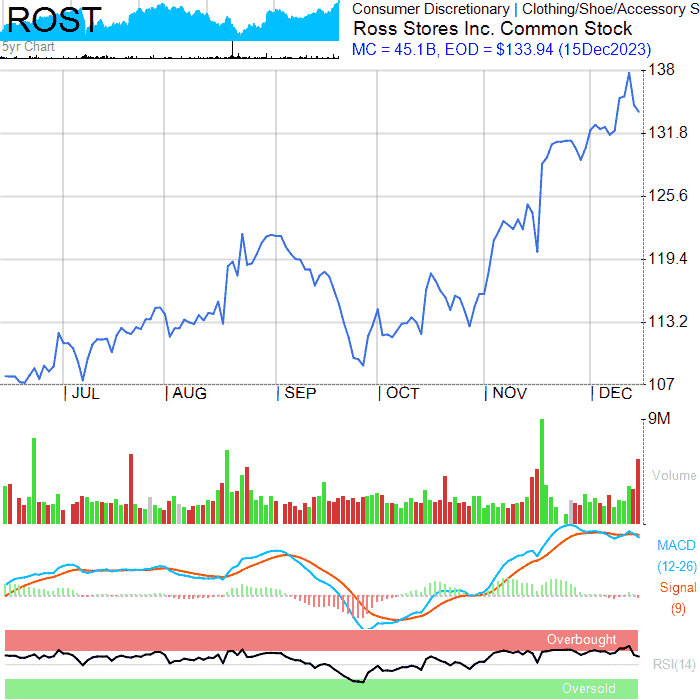 ROST
5yr Chart
Consumer Discretionary | Clothing/Shoe/Accessory S
Ross Stores Inc. Common Stock
MC = 45.1B, EOD = $133.94 (15Dec2023)
138
131.8
125.6
119.4
113.2
107
| JUL | AUG | SEP | OCT | NOV | DEC
9M
Volume
MACD
(12-26)
Signal
(9)
Overbought
RSI(14)
Oversold